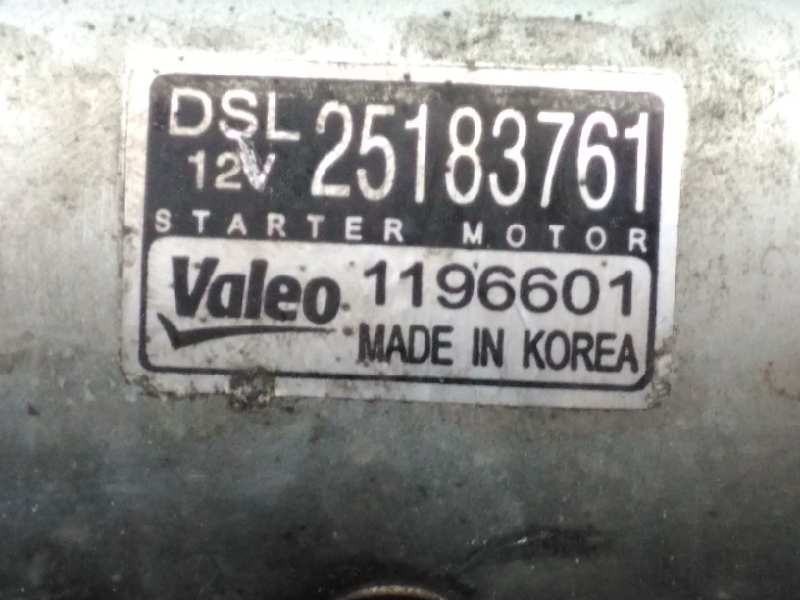 DSL 25183761
12V
STARTER MOTOR
Valeo 1196601
MADE IN KOREA